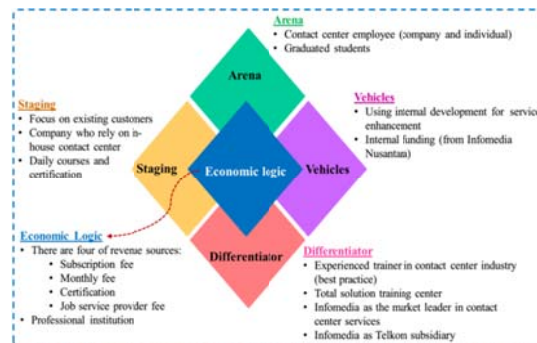 Arena
• Contact center employee (company and individual)
• Graduated students
Arena
Staging
• Focus on existing customers
• Company who rely on in-
house contact center
• Daily courses and
certification
Vehicles
• Using internal development for service
enhancement
• Internal funding (from Infomedia
Nusantara)
Staging
Economic logic
Vehicles
Differentiator
Economic Logic
• There are four of revenue sources:
• Subscription fee
• Monthly fee
• Certification
• Job service provider fee
• Professional institution
Differentiator
• Experienced trainer in contact center industry
(best practice)
• Total solution training center
• Infomedia as the market leader in contact
center services
• Infomedia as Telkon subsidiary